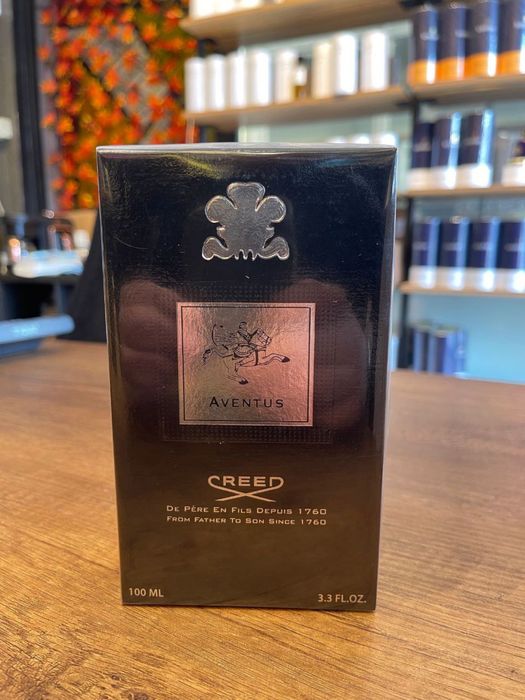 AVENTUS
CREED
DE PÈRE EN FILS DEPUIS 1760
FROM FATHER TO SON SINCE 1760
100 ML
3.3 FL.OZ.